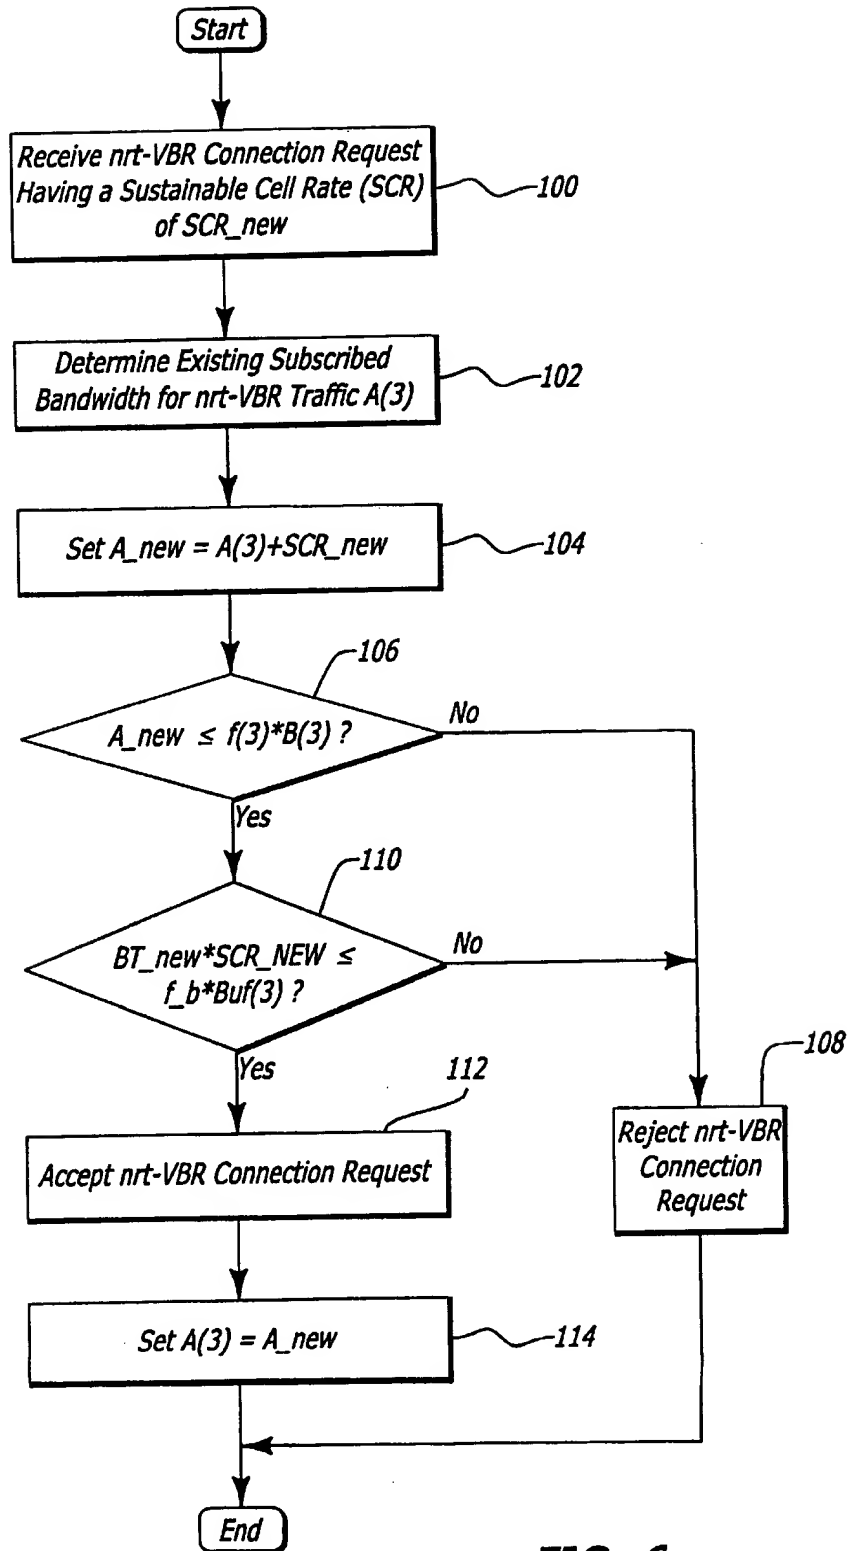 Start
Receive nrt-VBR Connection Request
Having a Sustainable Cell Rate (SCR)
of SCR_new
100
Determine Existing Subscribed
Bandwidth for nrt-VBR Traffic A(3)
102
Set A_new = A(3)+SCR_new
104
106
A_new ≤ f(3)*B(3) ?
No
Yes
110
BT_new*SCR_NEW ≤
f_b*Buf(3) ?
No
Yes
108
Reject nrt-VBR
Connection
Request
112
Accept nrt-VBR Connection Request
Set A(3) = A_new
114
End